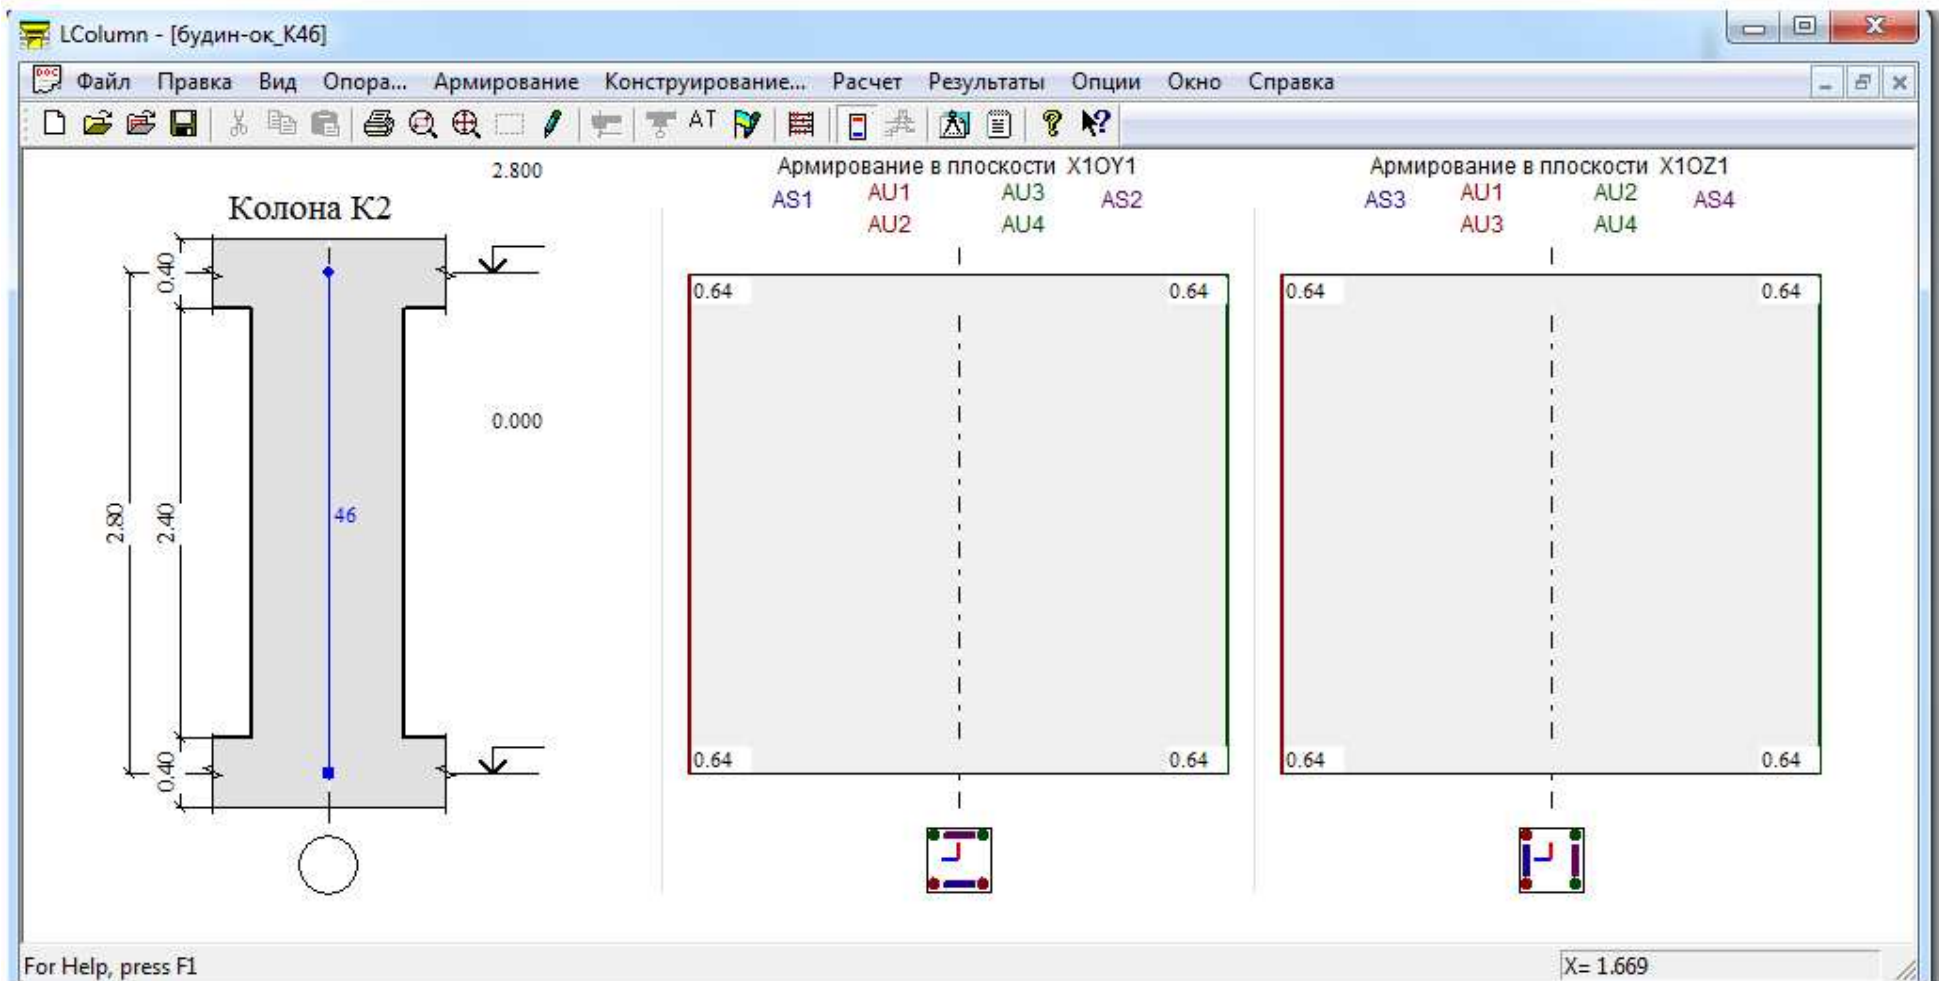 LColumn - [будин-ок_K46]
Файл Правка Вид Опора... Армирование Конструирование... Расчет Результаты Опции Окно Справка
DOC
AT
2.800
Колона К2
0.40
2.80
2.40
46
0.40
0.000
Армирование в плоскости X1OY1
AS1 AU1 AU3 AS2
AU2 AU4
0.64 0.64
0.64 0.64
Армирование в плоскости X1OZ1
AS3 AU1 AU2 AS4
AU3 AU4
0.64 0.64
0.64 0.64
For Help, press F1
X= 1.669